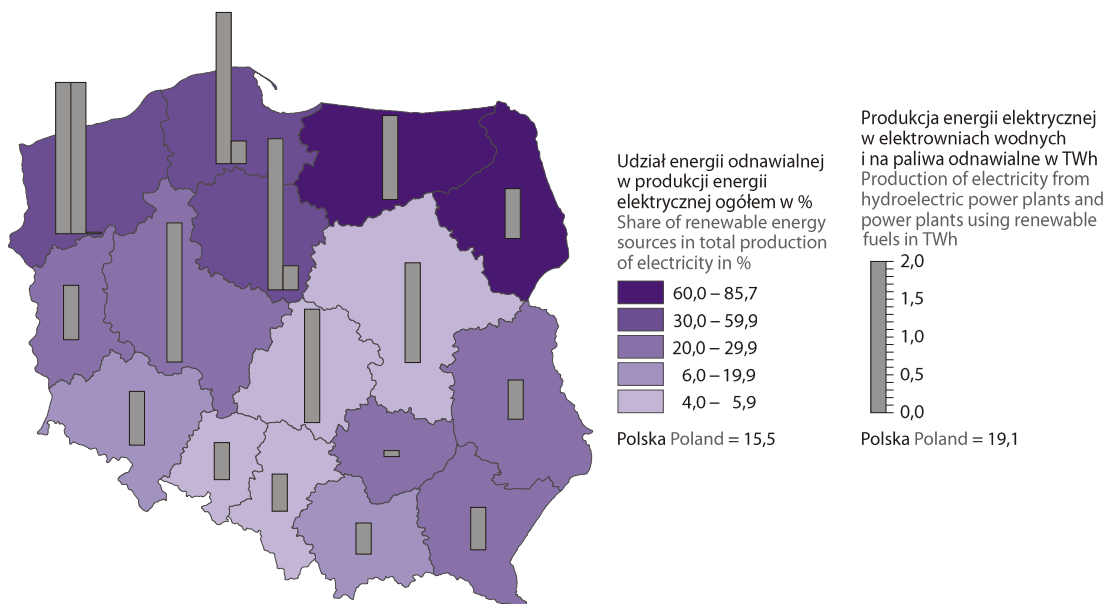 Udział energii odnawialnej
w produkcji energii
elektrycznej ogółem w %
Share of renewable energy
sources in total production
of electricity in %
60,0 – 85,7
30,0 – 59,9
20,0 – 29,9
6,0 – 19,9
4,0 – 5,9
Polska Poland = 15,5
Produkcja energii elektrycznej
w elektrowniach wodnych
i na paliwa odnawialne w TWh
Production of electricity from
hydroelectric power plants and
power plants using renewable
fuels in TWh
2,0
1,5
1,0
0,5
0,0
Polska Poland = 19,1